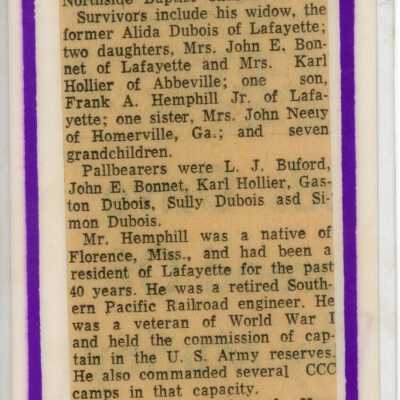 Northside Baptist
Survivors include his widow, the
former Alida Dubois of Lafayette;
two daughters, Mrs. John E. Bon-
net of Lafayette and Mrs. Karl
Hollier of Abbeville; one son,
Frank A. Hemphill Jr. of Lafa-
yette; one sister, Mrs. John Neely
of Homerville, Ga.; and seven
grandchildren.
Pallbearers were L. J. Buford,
John E. Bonnet, Karl Hollier, Gas-
ton Dubois, Sully Dubois asd Si-
mon Dubois.
Mr. Hemphill was a native of
Florence, Miss., and had been a
resident of Lafayette for the past
40 years. He was a retired South-
ern Pacific Railroad engineer. He
was a veteran of World War I
and held the commission of cap-
tain in the U. S. Army reserves.
He also commanded several CCC
camps in that capacity.